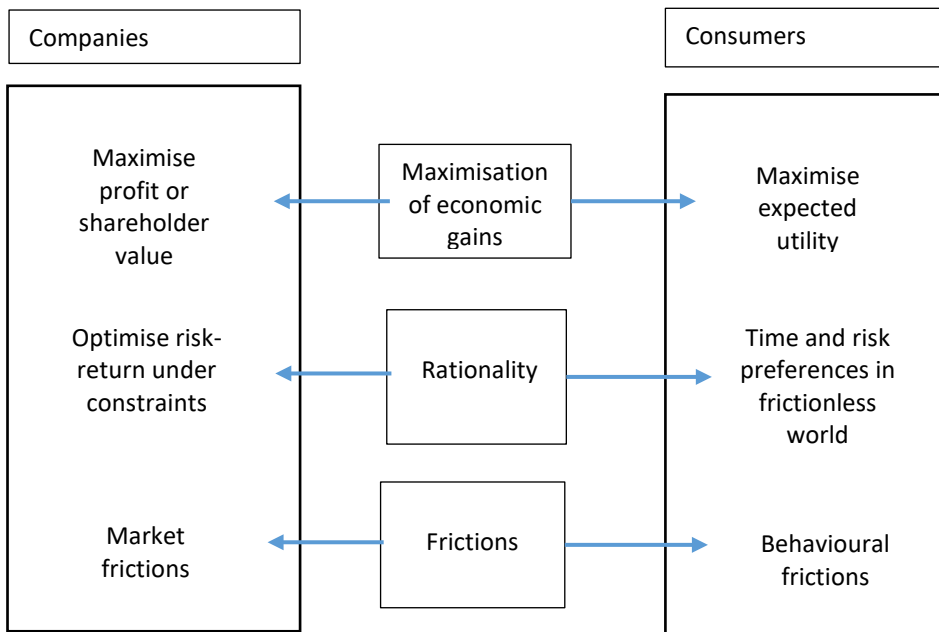 Companies
Consumers
Maximise
profit or
shareholder
value
Maximisation
of economic
gains
Maximise
expected
utility
Optimise risk-
return under
constraints
Rationality
Time and risk
preferences in
frictionless
world
Market
frictions
Frictions
Behavioural
frictions